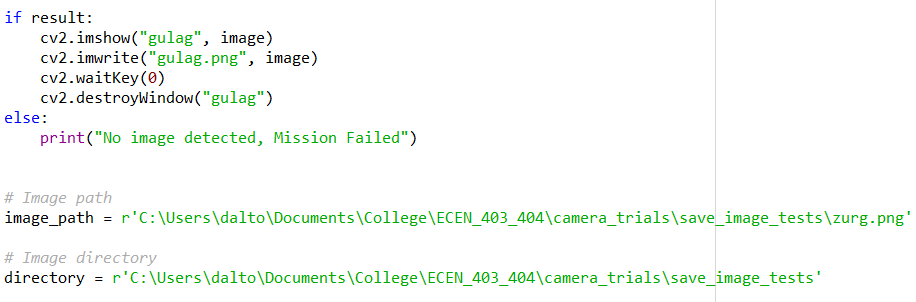 if result:
    cv2.imshow("gulag", image)
    cv2.imwrite("gulag.png", image)
    cv2.waitKey(0)
    cv2.destroyWindow("gulag")
else:
    print("No image detected, Mission Failed")
# Image path
image_path = r'C:\Users\dalto\Documents\College\ECEN_403_404\camera_trials\save_image_tests\zurg.png'
# Image directory
directory = r'C:\Users\dalto\Documents\College\ECEN_403_404\camera_trials\save_image_tests'